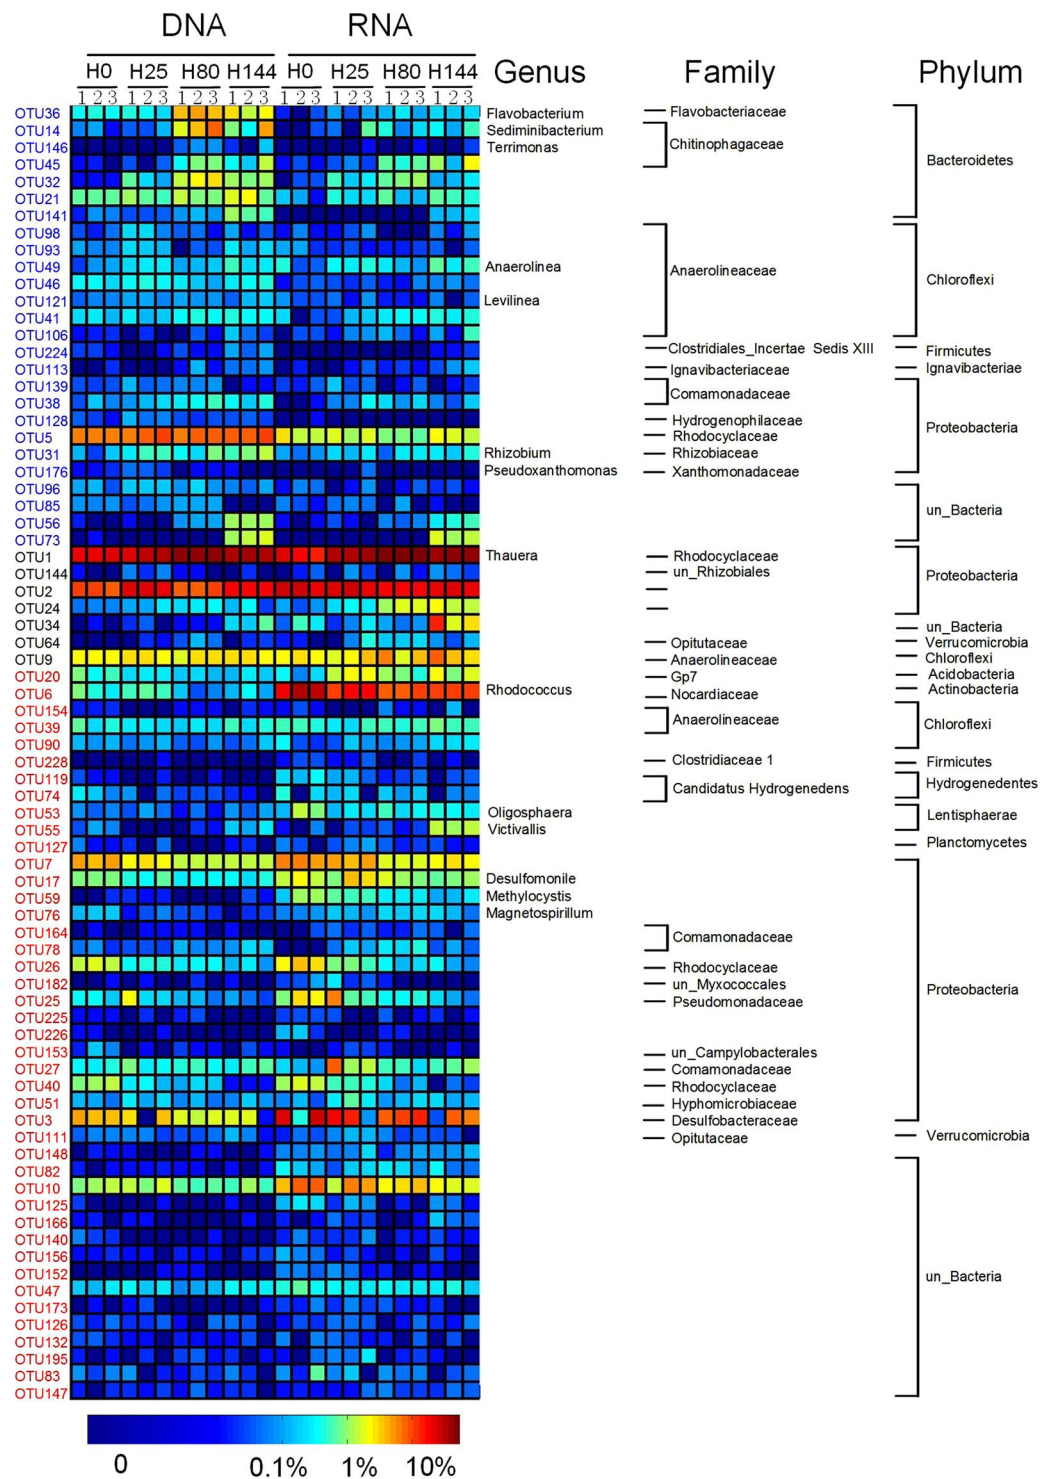 DNA RNA
H0 H25 H80 H144 H0 H25 H80 H144 Genus Family Phylum
1 2 3 1 2 3 1 2 3 1 2 3 1 2 3 1 2 3 1 2 3 1 2 3
OTU36 Flavobacterium Flavobacteriaceae
OTU14 Sediminibacterium
OTU146 Terrimonas Chitinophagaceae
OTU45 Bacteroidetes
OTU32
OTU21
OTU141
OTU98
OTU93
OTU49 Anaerolinea Anaerolineaceae
OTU46 Chloroflexi
OTU121 Levilinea
OTU41
OTU106
OTU224 Clostridiales_Incertae Sedis XIII Firmicutes
OTU113 Ignavibacteriaceae Ignavibacteriae
OTU139
OTU38 Comamonadaceae
OTU128 Hydrogenophilaceae
OTU5 Rhodocyclaceae Proteobacteria
OTU31 Rhizobium Rhizobiaceae
OTU176 Pseudoxanthomonas Xanthomonadaceae
OTU96
OTU85 un_Bacteria
OTU56
OTU73
OTU1 Thauera Rhodocyclaceae
OTU144 un_Rhizobiales Proteobacteria
OTU2
OTU24
OTU34 un_Bacteria
OTU64 Opitutaceae Verrucomicrobia
OTU9 Anaerolineaceae Chloroflexi
OTU20 Gp7 Acidobacteria
OTU6 Rhodococcus Nocardiaceae Actinobacteria
OTU154
OTU39 Anaerolineaceae Chloroflexi
OTU90
OTU228 Clostridiaceae 1 Firmicutes
OTU119 Hydrogenedentes
OTU74 Candidatus Hydrogenedens
OTU53 Oligosphaera Lentisphaerae
OTU55 Victivallis
OTU127 Planctomycetes
OTU7
OTU17 Desulfomonile
OTU59 Methylocystis
OTU76 Magnetospirillum
OTU164 Comamonadaceae
OTU78
OTU26 Rhodocyclaceae
OTU182 un_Myxococcales
OTU25 Pseudomonadaceae Proteobacteria
OTU225
OTU226
OTU153 un_Campylobacterales
OTU27 Comamonadaceae
OTU40 Rhodocyclaceae
OTU51 Hyphomicrobiaceae
OTU3 Desulfobacteraceae
OTU111 Opitutaceae Verrucomicrobia
OTU148
OTU82
OTU10
OTU125
OTU166
OTU140
OTU156
OTU152 un_Bacteria
OTU47
OTU173
OTU126
OTU132
OTU195
OTU83
OTU147
0 0.1% 1% 10%